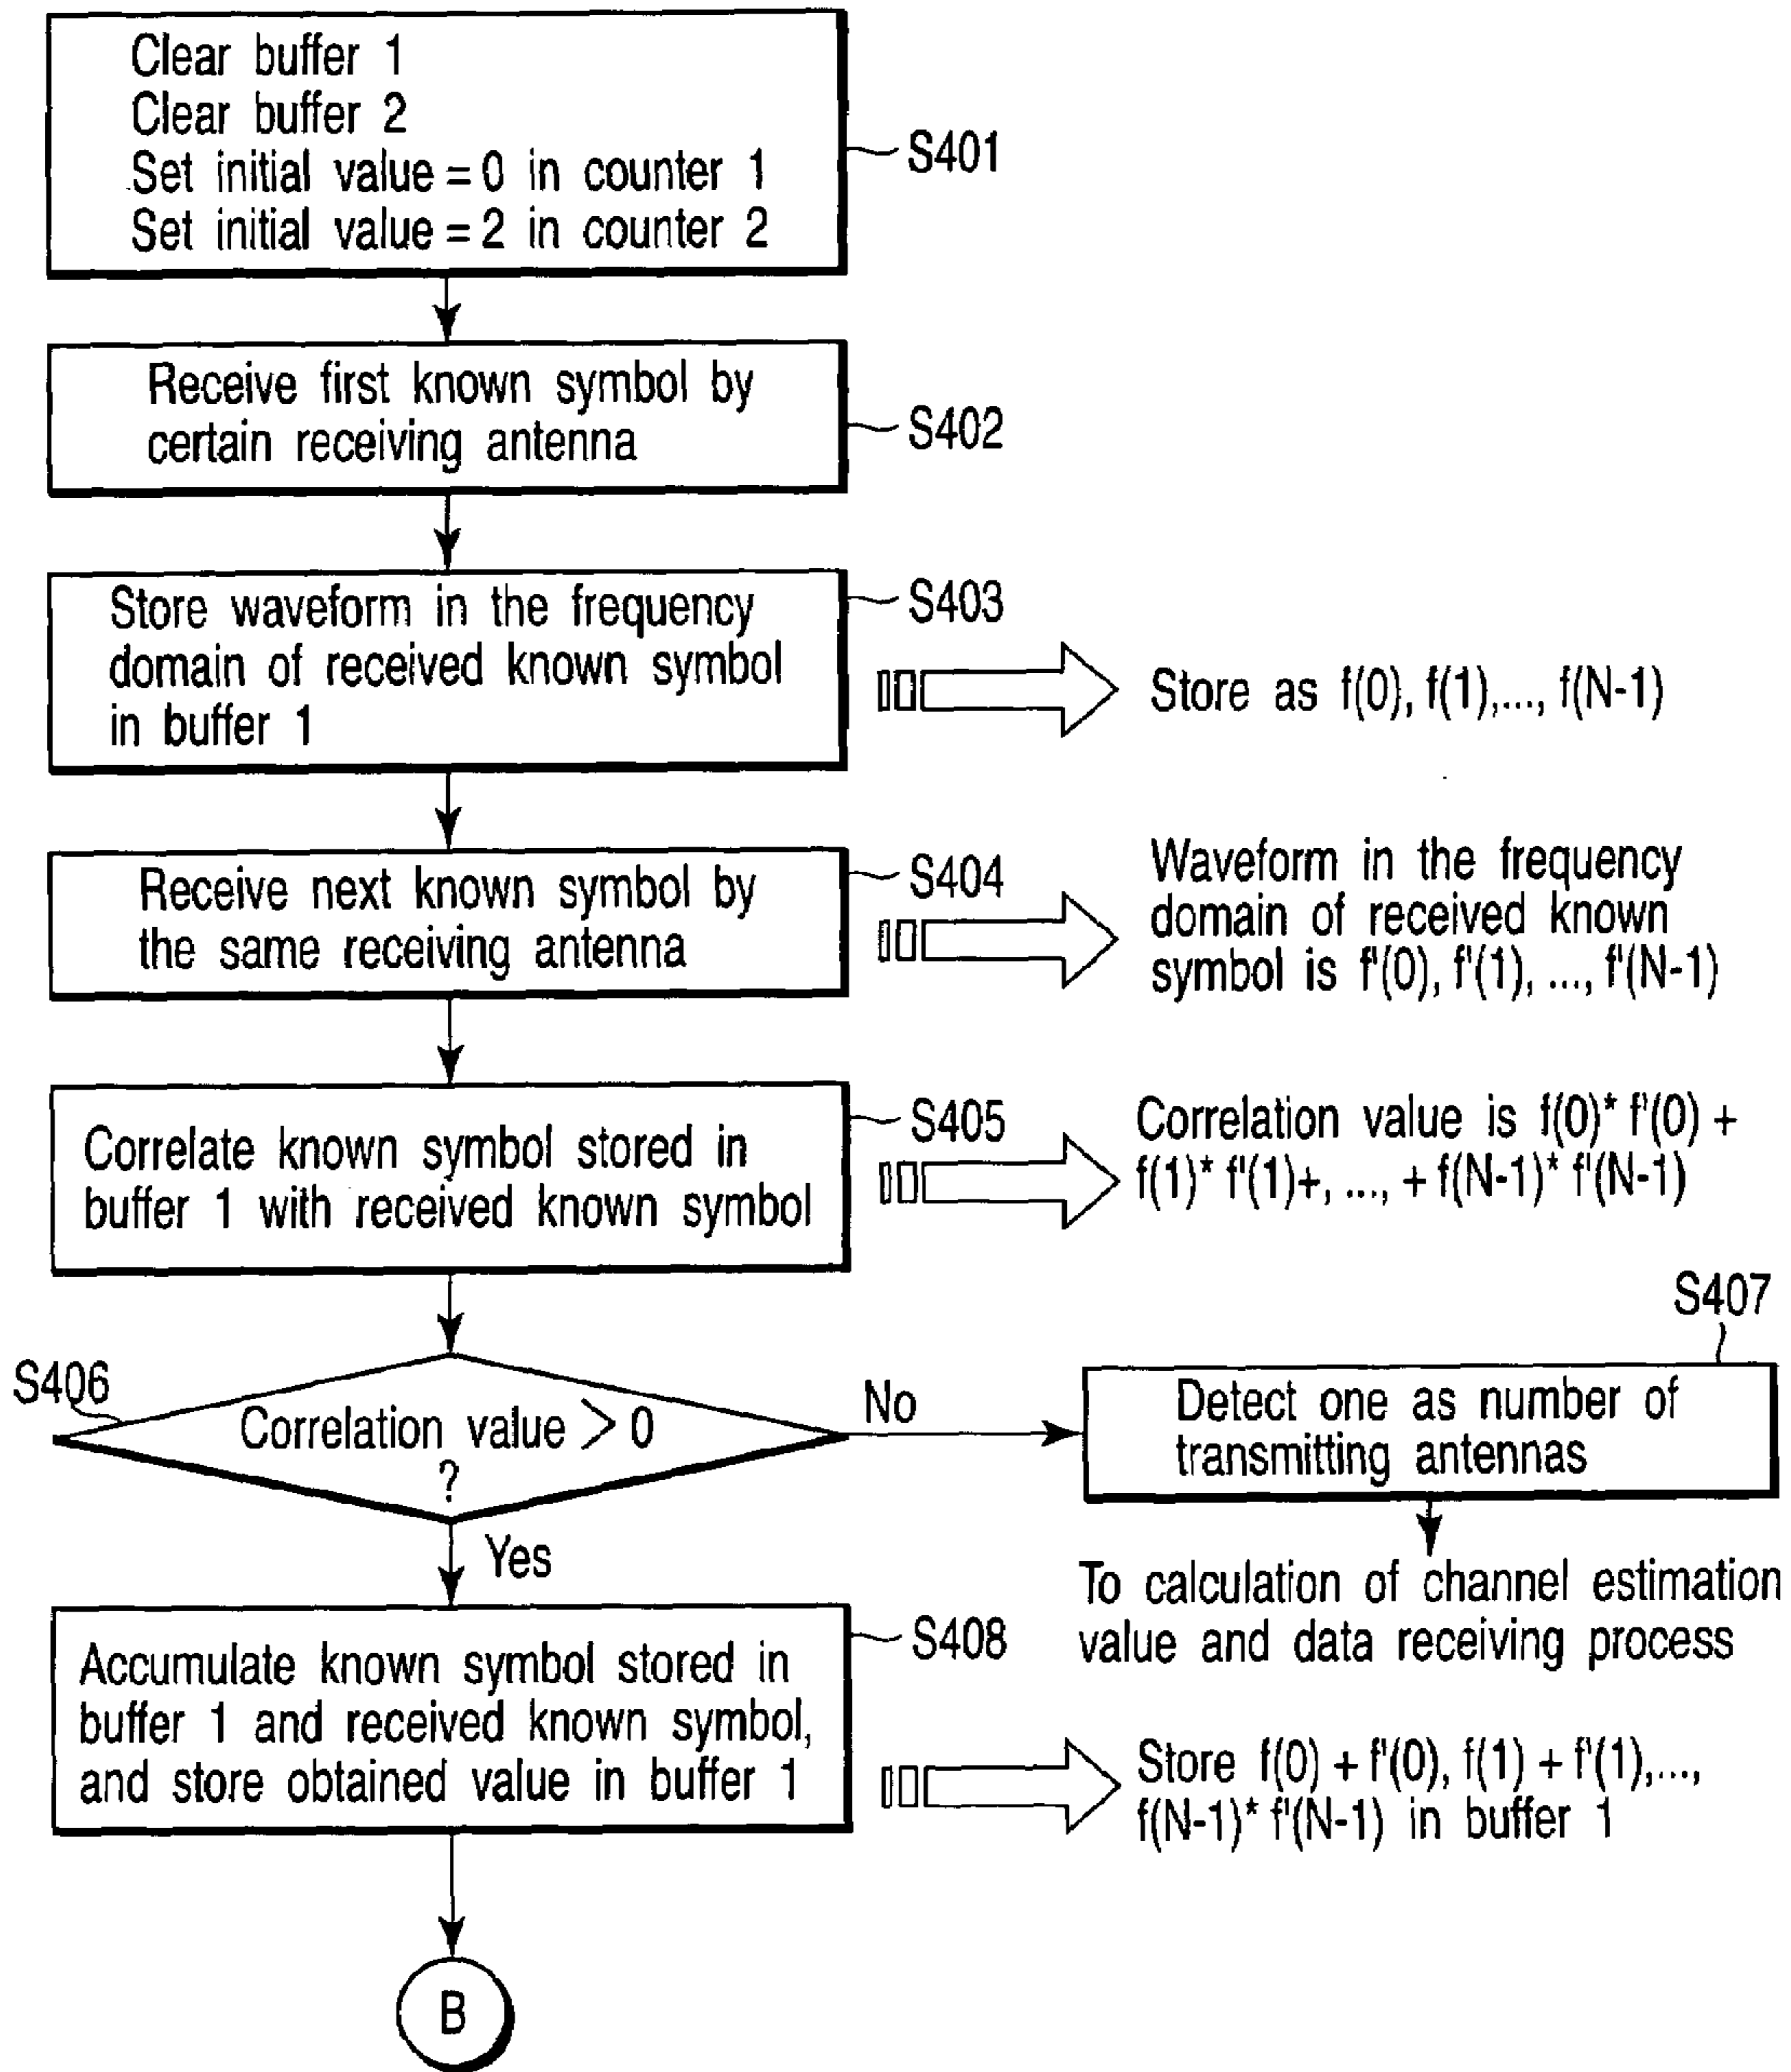 Clear buffer 1
Clear buffer 2
Set initial value = 0 in counter 1
Set initial value = 2 in counter 2
S401
Receive first known symbol by
certain receiving antenna
S402
Store waveform in the frequency
domain of received known symbol
in buffer 1
S403
Store as f(0), f(1),..., f(N-1)
Receive next known symbol by
the same receiving antenna
S404
Waveform in the frequency
domain of received known
symbol is f'(0), f'(1), ..., f'(N-1)
Correlate known symbol stored in
buffer 1 with received known symbol
S405
Correlation value is f(0)* f'(0) +
f(1)* f'(1)+, ..., + f(N-1)* f'(N-1)
S406
Correlation value > 0
?
No
S407
Detect one as number of
transmitting antennas
To calculation of channel estimation
value and data receiving process
Yes
Accumulate known symbol stored in
buffer 1 and received known symbol,
and store obtained value in buffer 1
S408
Store f(0) + f'(0), f(1) + f'(1),...,
f(N-1)* f'(N-1) in buffer 1
B